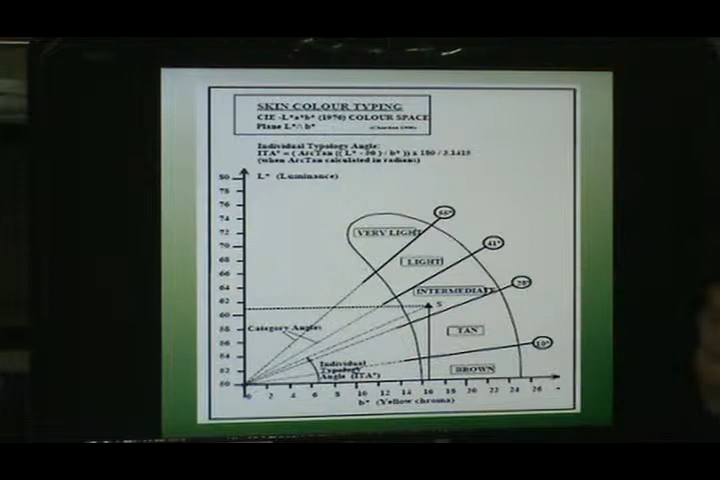 SKIN COLOUR TYPING
CIE -L*a*b* (1976) COLOUR SPACE
Plane L*/\ b*
Individual Typology Angle:
ITA° = ( ArcTan (( L* - 50 ) / b* )) x 180 / 3.1415
(when ArcTan calculated in radians)
L* (Luminance)
80
78
76
74
72
70
68
66
64
62
60
58
56
54
52
50
VERY LIGHT
LIGHT
INTERMEDIATE
TAN
BROWN
55°
41°
28°
10°
S
Category Angles
Individual
Typology
Angle (ITA°)
0 2 4 6 8 10 12 14 16 18 20 22 24 26
b* (Yellow chroma)